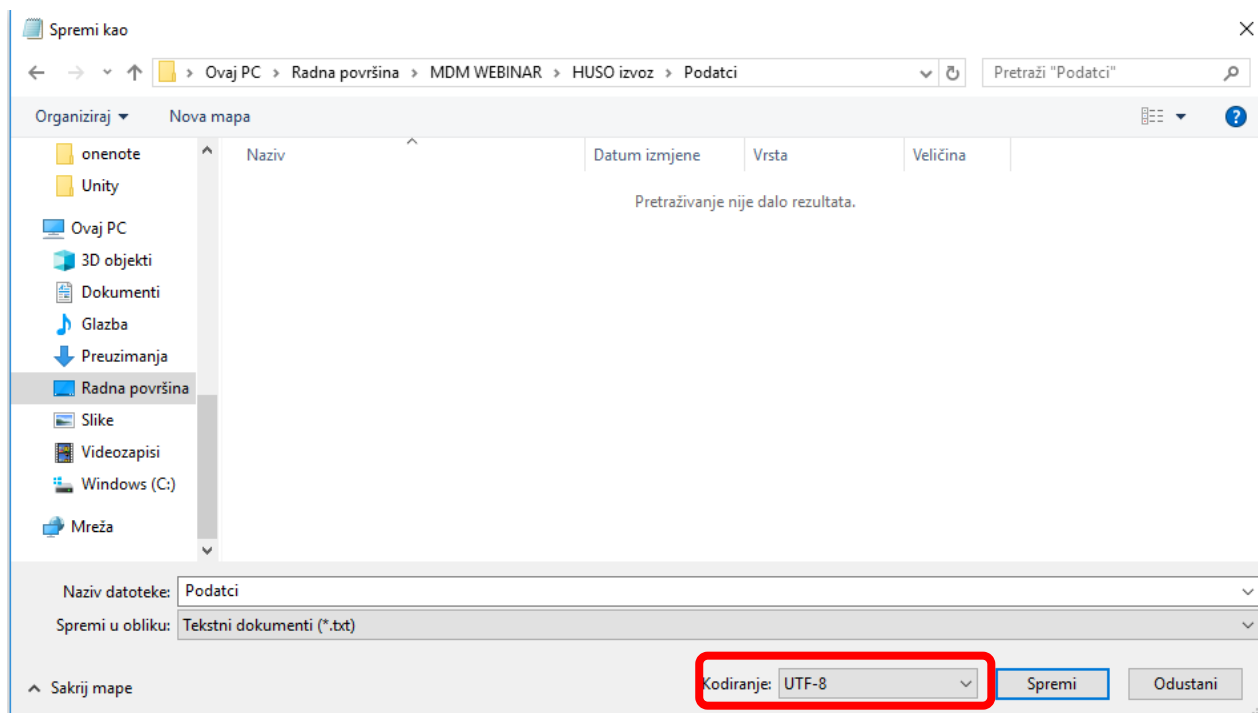 Spremi kao
Ovaj PC > Radna površina > MDM WEBINAR > HUSO izvoz > Podatci
Pretraži "Podatci"
Organiziraj Nova mapa
Naziv Datum izmjene Vrsta Veličina
Pretraživanje nije dalo rezultata.
onenote
Unity
Ovaj PC
3D objekti
Dokumenti
Glazba
Preuzimanja
Radna površina
Slike
Videozapisi
Windows (C:)
Mreža
Naziv datoteke: Podatci
Spremi u obliku: Tekstni dokumenti (*.txt)
Sakrij mape
Kodiranje: UTF-8
Spremi
Odustani